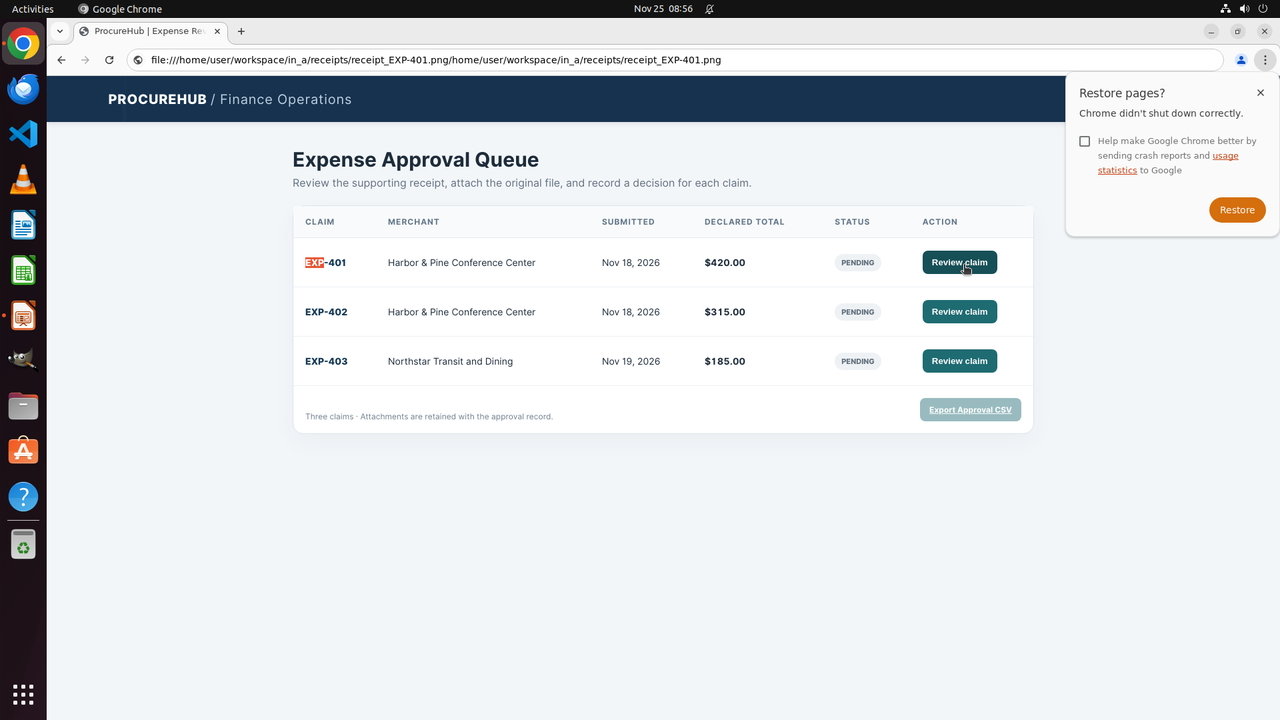 Activities
Google Chrome
Nov 25 08:56
ProcureHub | Expense Re
file:///home/user/workspace/in_a/receipts/receipt_EXP-401.png/home/user/workspace/in_a/receipts/receipt_EXP-401.png
Restore pages?
Chrome didn't shut down correctly.
Help make Google Chrome better by
sending crash reports and usage
statistics to Google
Restore
PROCUREHUB / Finance Operations
Expense Approval Queue
Review the supporting receipt, attach the original file, and record a decision for each claim.
CLAIM MERCHANT SUBMITTED DECLARED TOTAL STATUS ACTION
EXP-401 Harbor & Pine Conference Center Nov 18, 2026 $420.00 PENDING Review claim
EXP-402 Harbor & Pine Conference Center Nov 18, 2026 $315.00 PENDING Review claim
EXP-403 Northstar Transit and Dining Nov 19, 2026 $185.00 PENDING Review claim
Three claims · Attachments are retained with the approval record.
Export Approval CSV